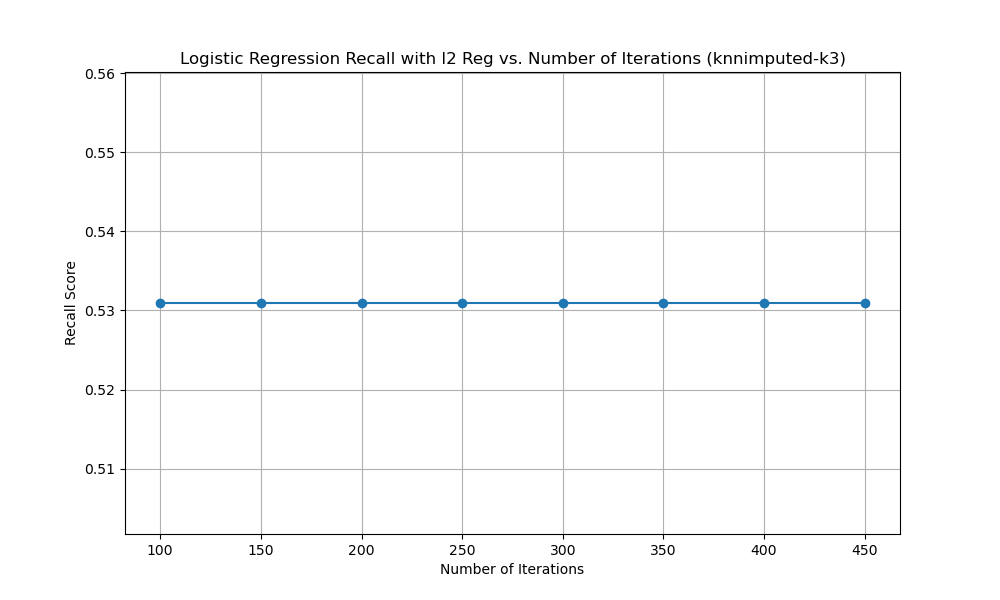 Logistic Regression Recall with l2 Reg vs. Number of Iterations (knnimputed-k3)
0.56
0.55
0.54
0.53
0.52
0.51
Recall Score
100 150 200 250 300 350 400 450
Number of Iterations